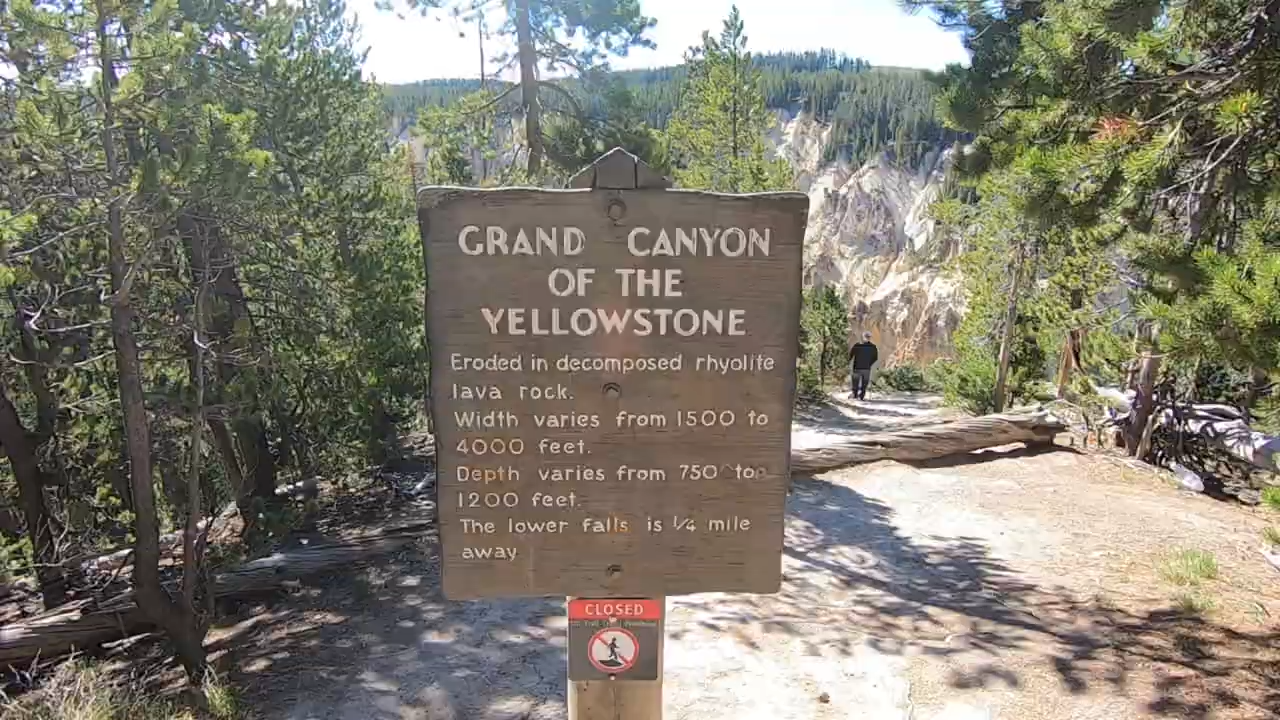 GRAND CANYON
OF THE
YELLOWSTONE
Eroded in decomposed rhyolite
lava rock.
Width varies from 1500 to
4000 feet.
Depth varies from 750 to
1200 feet.
The lower falls is 1/4 mile
away
CLOSED